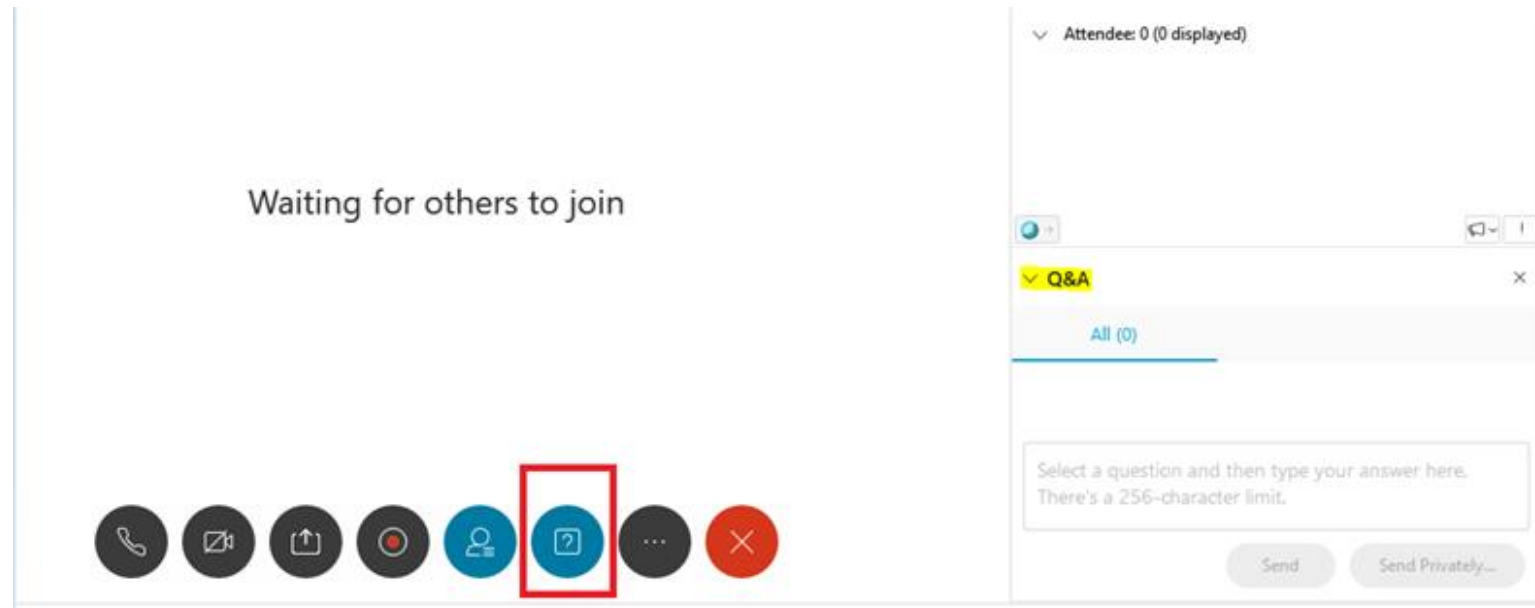 Attendee: 0 (0 displayed)
Waiting for others to join
Q&A
All (0)
Select a question and then type your answer here.
There's a 256-character limit.
Send
Send Privately...